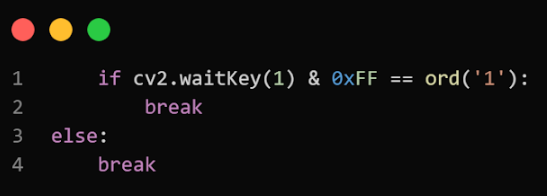 1 if cv2.waitKey(1) & 0xFF == ord('1'):
2 break
3 else:
4 break